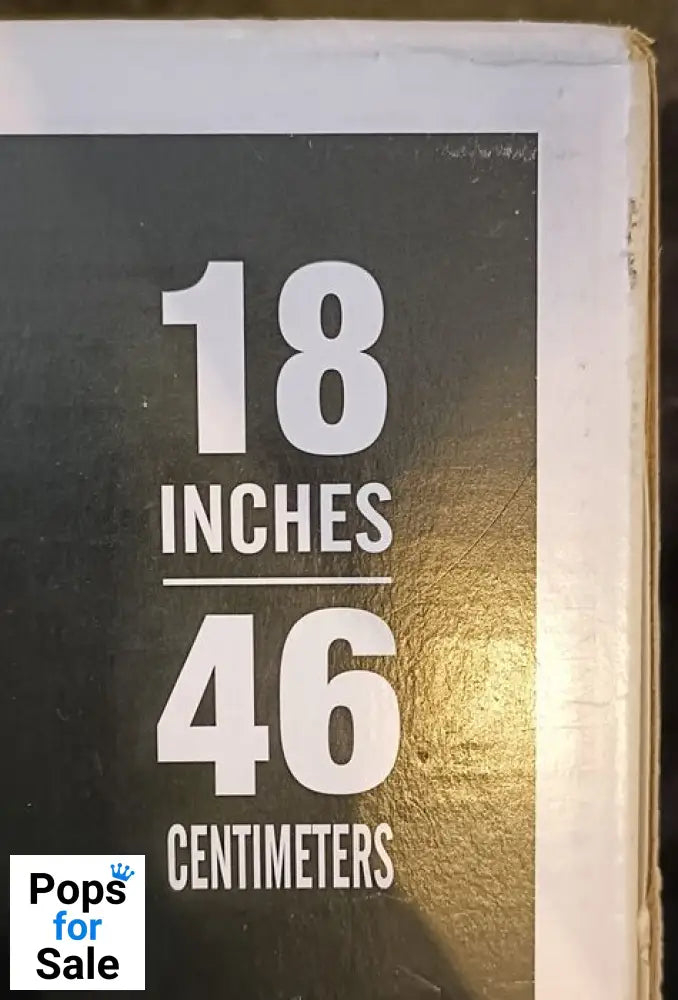 18
INCHES
46
CENTIMETERS
Pops
for
Sale